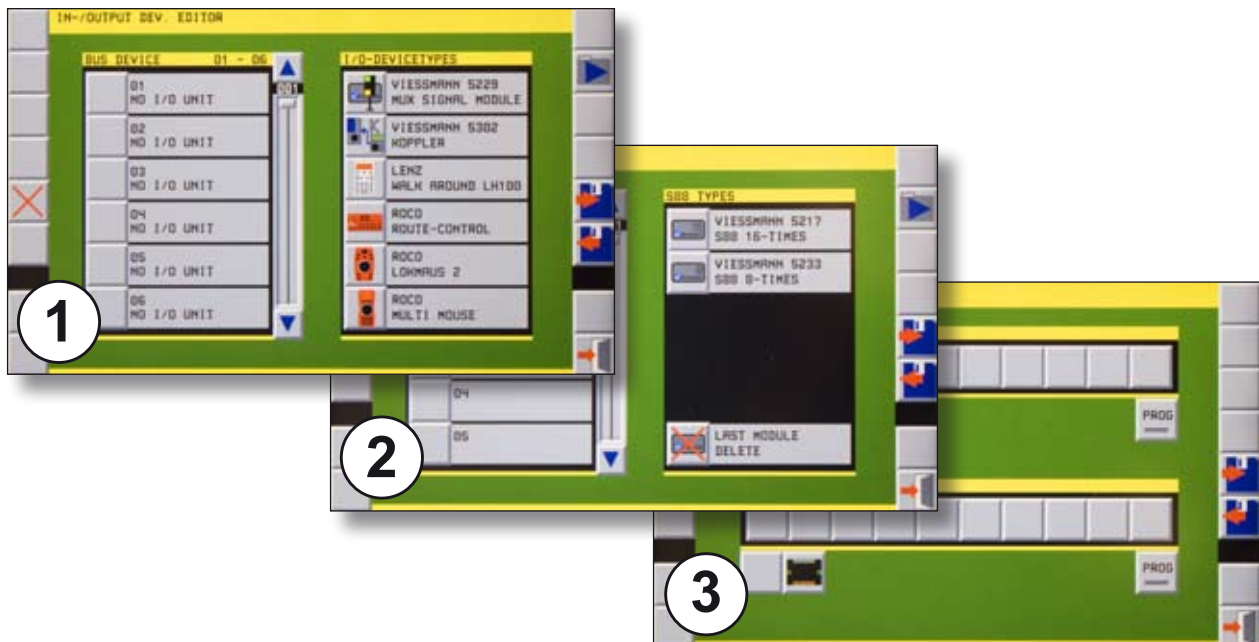 IN-/OUTPUT DEV. EDITOR
BUS DEVICE 01 - 06
001
01
NO I/O UNIT
02
NO I/O UNIT
03
NO I/O UNIT
04
NO I/O UNIT
05
NO I/O UNIT
06
NO I/O UNIT
I/O-DEVICETYPES
VIESSMANN 5229
MUX SIGNAL MODULE
VIESSMANN 5302
KOPPLER
LENZ
WALK AROUND LH100
ROCO
ROUTE-CONTROL
ROCO
LOKMAUS 2
ROCO
MULTI MOUSE
1
04
05
S88 TYPES
VIESSMANN 5217
S88 16-TIMES
VIESSMANN 5233
S88 8-TIMES
LAST MODULE
DELETE
2
PROG
PROG
3